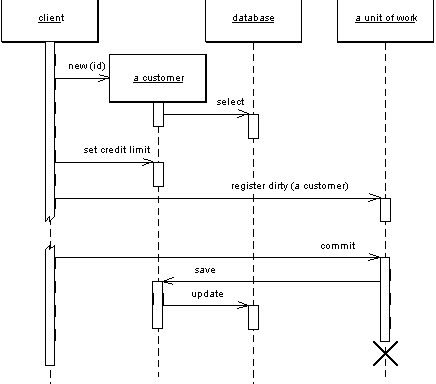 client
database
a unit of work
new (id)
a customer
select
set credit limit
register dirty (a customer)
commit
save
update